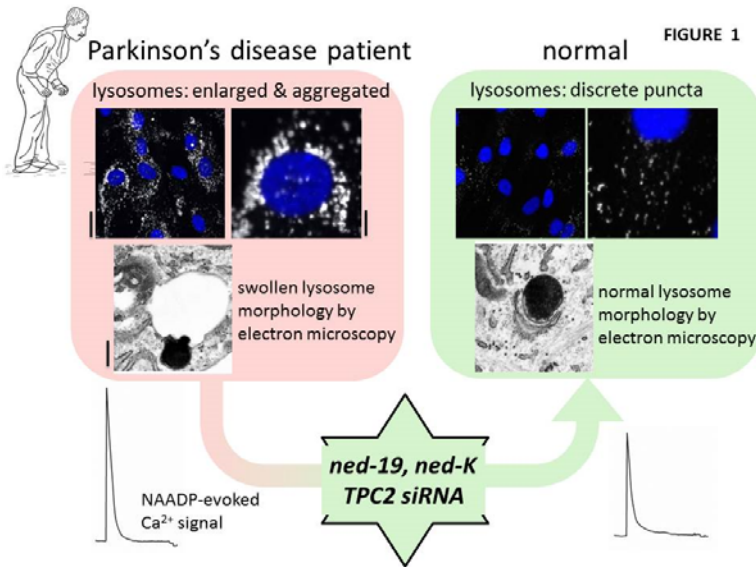 FIGURE 1
Parkinson's disease patient
lysosomes: enlarged & aggregated
swollen lysosome
morphology by
electron microscopy
normal
lysosomes: discrete puncta
normal lysosome
morphology by
electron microscopy
ned-19, ned-K
TPC2 siRNA
NAADP-evoked
Ca²⁺ signal